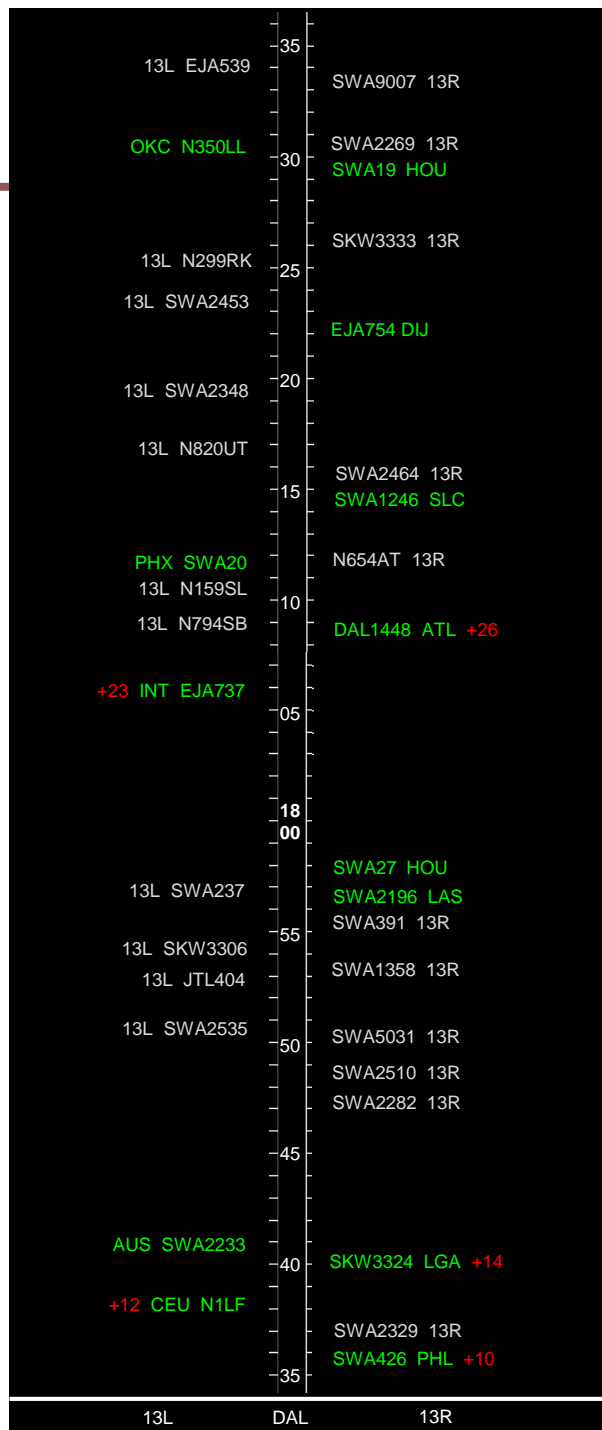 35
13L EJA539
SWA9007 13R
OKC N350LL
SWA2269 13R
30
SWA19 HOU
SKW3333 13R
13L N299RK
25
13L SWA2453
EJA754 DIJ
20
13L SWA2348
13L N820UT
SWA2464 13R
15
SWA1246 SLC
PHX SWA20
N654AT 13R
13L N159SL
10
13L N794SB
DAL1448 ATL +26
+23 INT EJA737
05
18
00
SWA27 HOU
13L SWA237
SWA2196 LAS
SWA391 13R
55
13L SKW3306
SWA1358 13R
13L JTL404
13L SWA2535
SWA5031 13R
50
SWA2510 13R
SWA2282 13R
45
AUS SWA2233
40
SKW3324 LGA +14
+12 CEU N1LF
SWA2329 13R
SWA426 PHL +10
35
13L DAL 13R